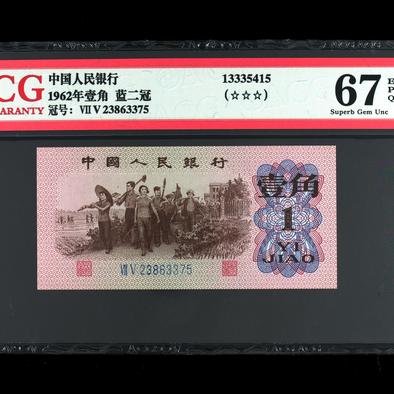 CG
ARANTY
中国人民银行
1962年壹角 蓝二冠
冠号: VII V 23863375
13335415
(☆☆☆)
67
E
P
Q
Superb Gem Unc
中國人民銀行
壹角
1
YI
JIAO
VII V 23863375